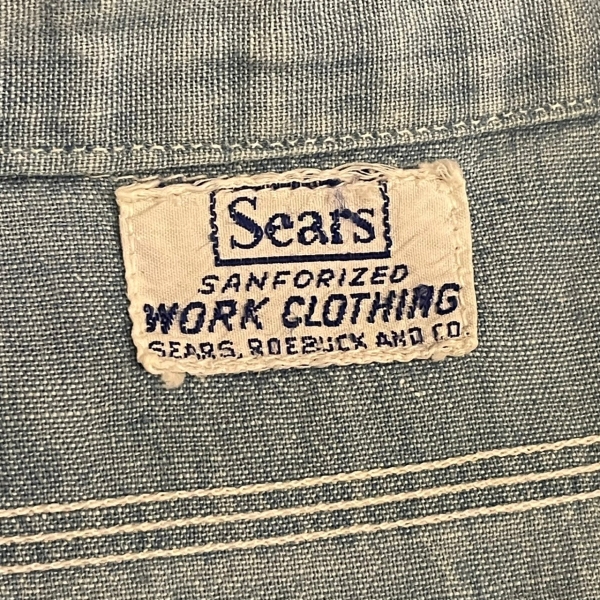 Sears
SANFORIZED
WORK CLOTHING
SEARS, ROEBUCK AND CO.